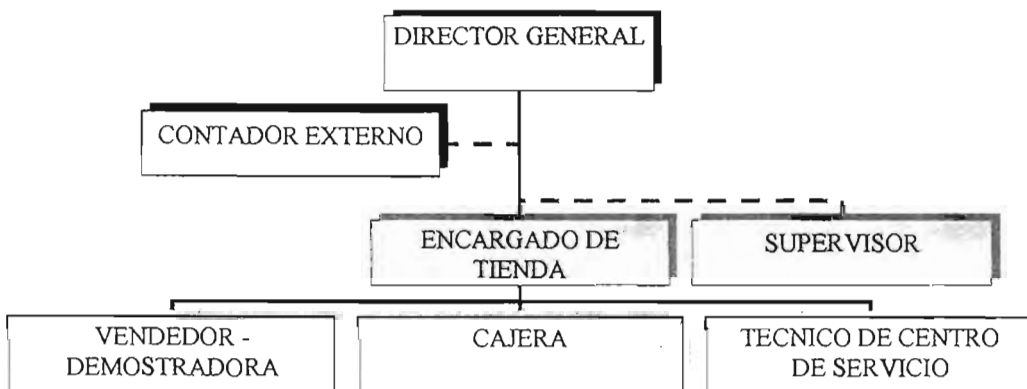 DIRECTOR GENERAL
CONTADOR EXTERNO
ENCARGADO DE
TIENDA
SUPERVISOR
VENDEDOR -
DEMOSTRADORA
CAJERA
TECNICO DE CENTRO
DE SERVICIO